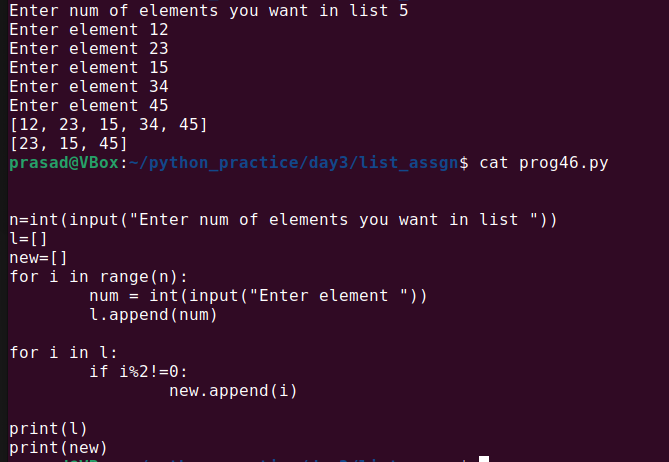 Enter num of elements you want in list 5
Enter element 12
Enter element 23
Enter element 15
Enter element 34
Enter element 45
[12, 23, 15, 34, 45]
[23, 15, 45]
prasad@VBox:~/python_practice/day3/list_assgn$ cat prog46.py
n=int(input("Enter num of elements you want in list "))
l=[]
new=[]
for i in range(n):
        num = int(input("Enter element "))
        l.append(num)
for i in l:
        if i%2!=0:
                new.append(i)
print(l)
print(new)